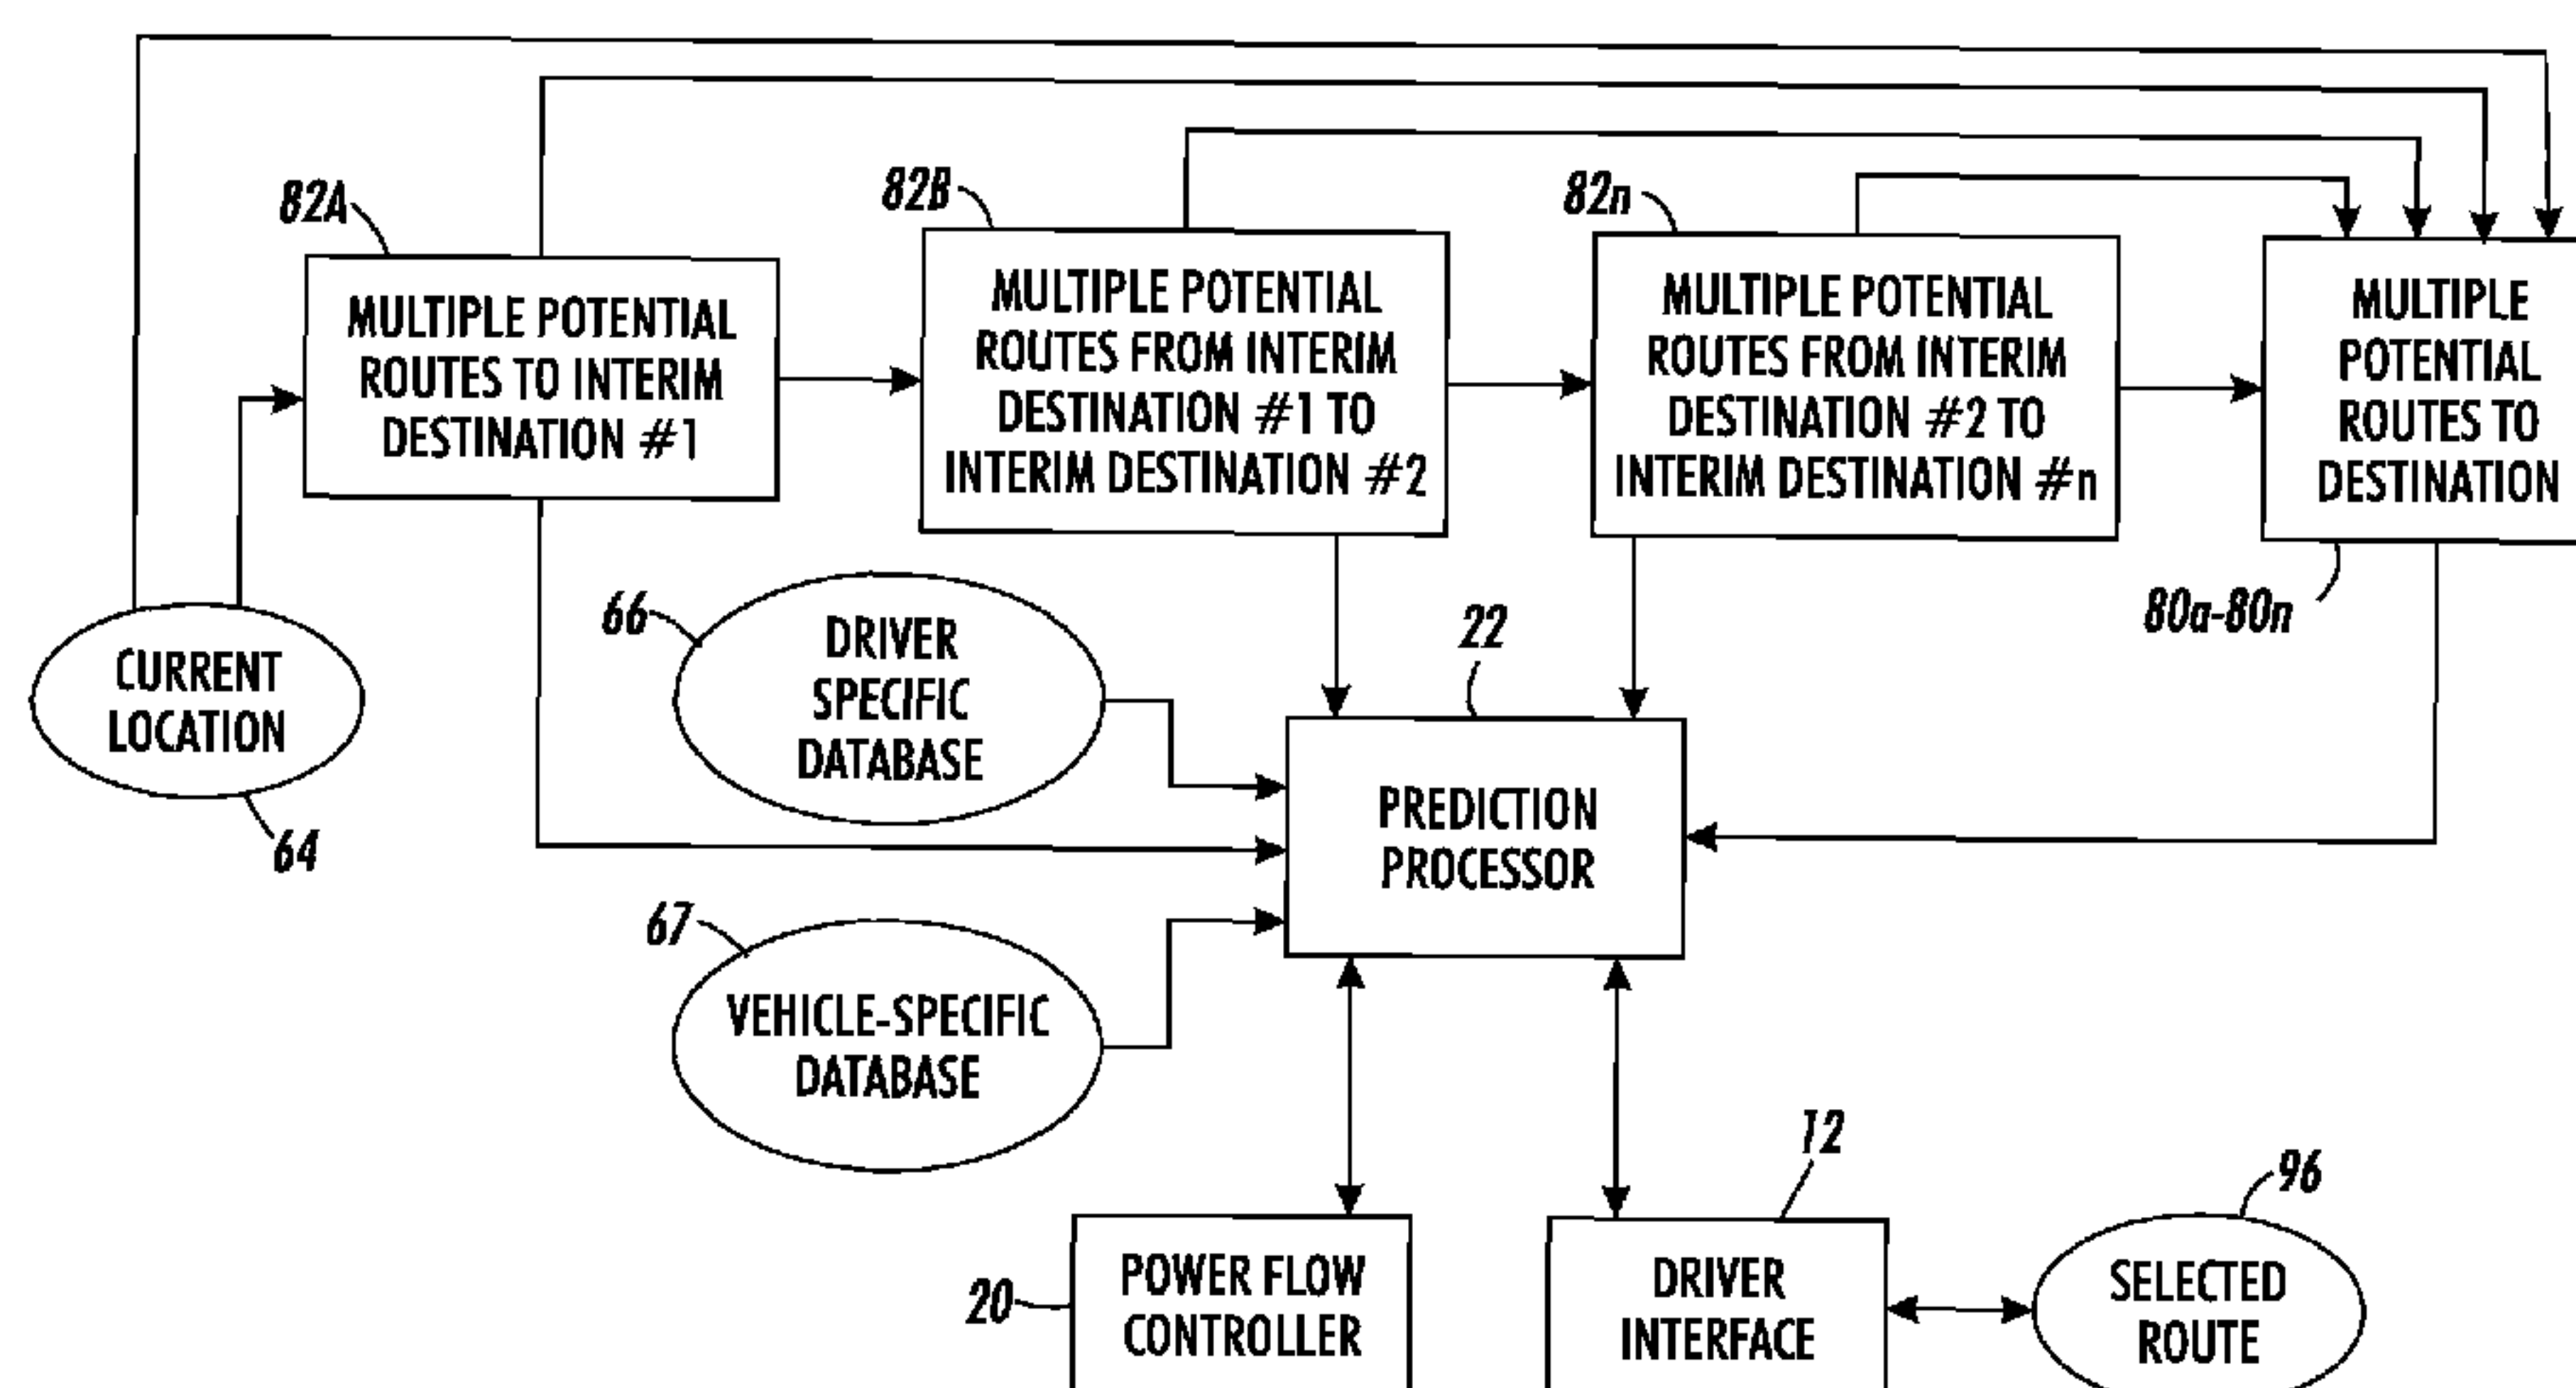 82A
82B
82n
MULTIPLE POTENTIAL
ROUTES TO INTERIM
DESTINATION #1
MULTIPLE POTENTIAL
ROUTES FROM INTERIM
DESTINATION #1 TO
INTERIM DESTINATION #2
MULTIPLE POTENTIAL
ROUTES FROM INTERIM
DESTINATION #2 TO
INTERIM DESTINATION #n
MULTIPLE
POTENTIAL
ROUTES TO
DESTINATION
80a-80n
CURRENT
LOCATION
64
66
DRIVER
SPECIFIC
DATABASE
22
PREDICTION
PROCESSOR
67
VEHICLE-SPECIFIC
DATABASE
12
96
20
POWER FLOW
CONTROLLER
DRIVER
INTERFACE
SELECTED
ROUTE